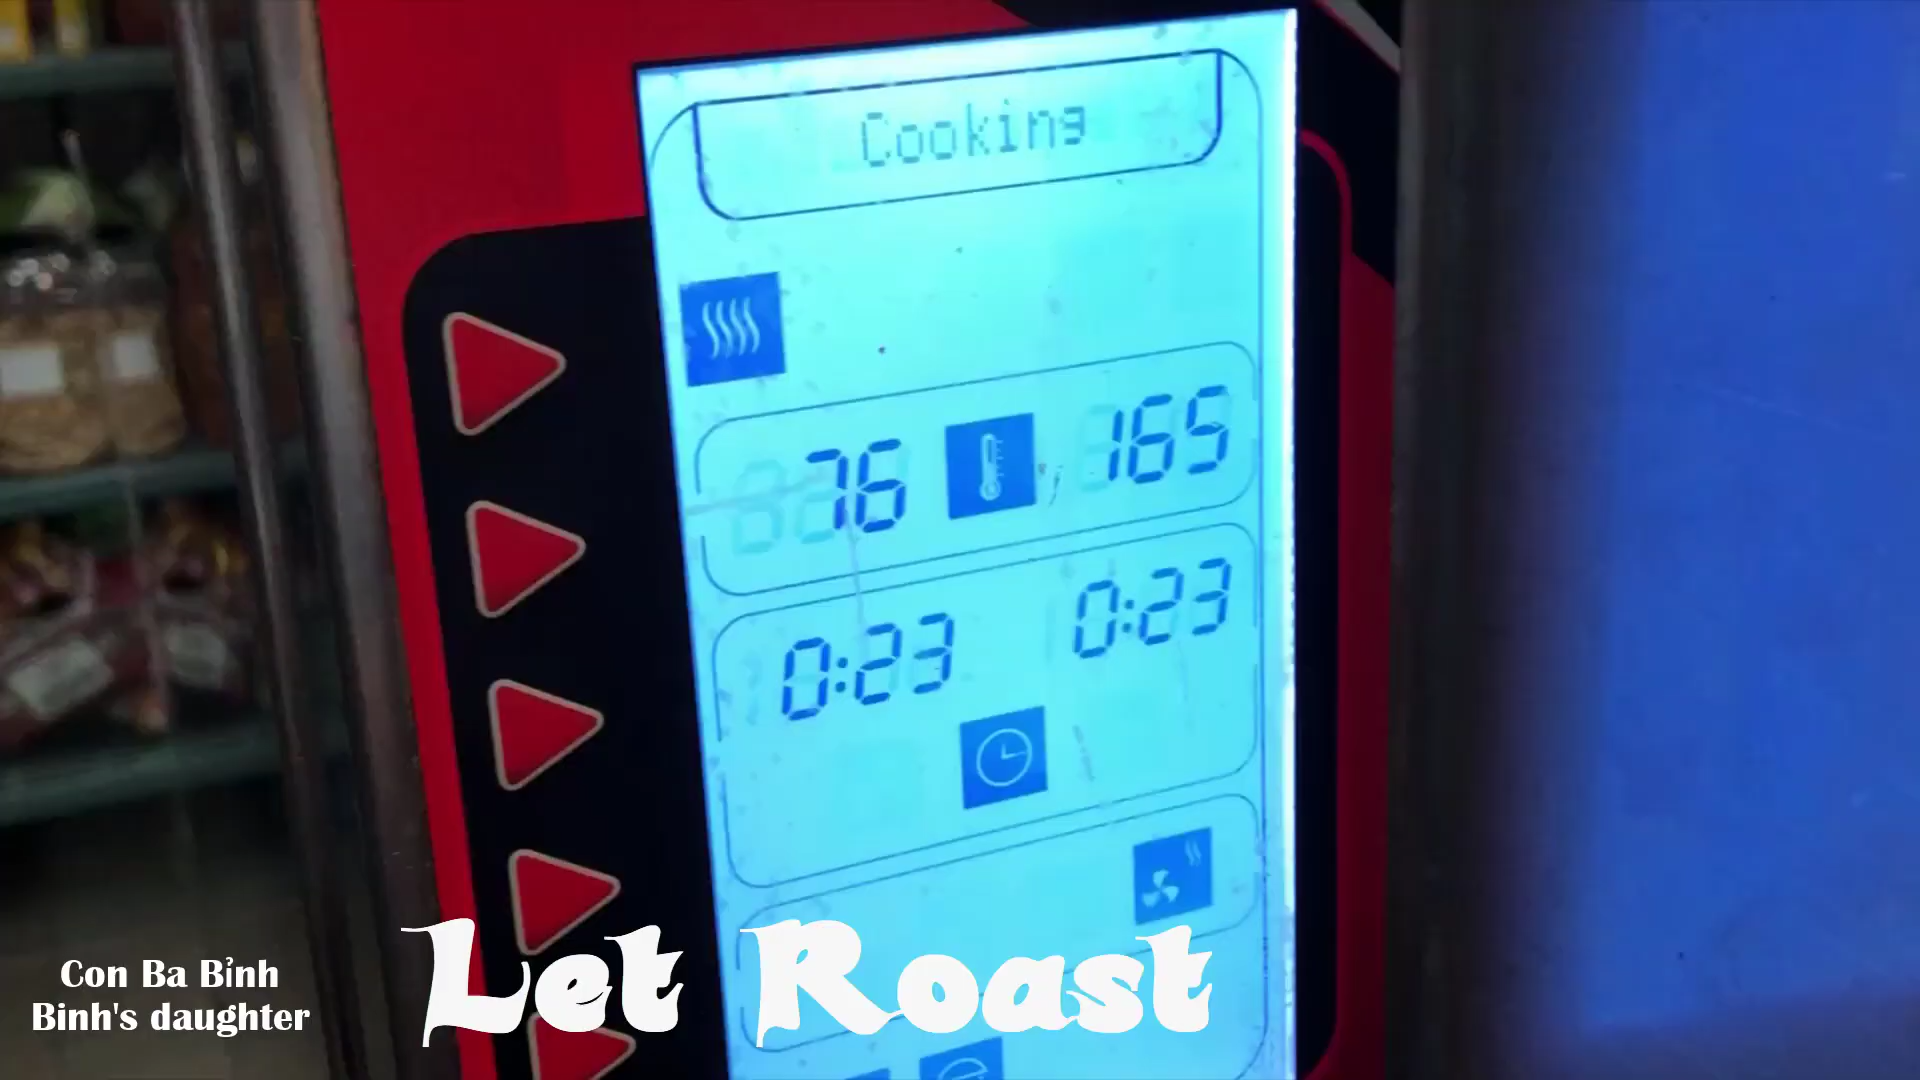 Cooking
76 165
0:23 0:23
Let Roast
Con Ba Bỉnh
Binh's daughter